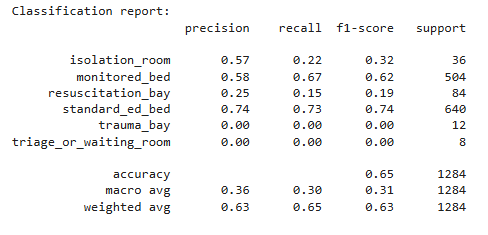 Classification report:
precision recall f1-score support
isolation_room 0.57 0.22 0.32 36
monitored_bed 0.58 0.67 0.62 504
resuscitation_bay 0.25 0.15 0.19 84
standard_ed_bed 0.74 0.73 0.74 640
trauma_bay 0.00 0.00 0.00 12
triage_or_waiting_room 0.00 0.00 0.00 8
accuracy 0.65 1284
macro avg 0.36 0.30 0.31 1284
weighted avg 0.63 0.65 0.63 1284